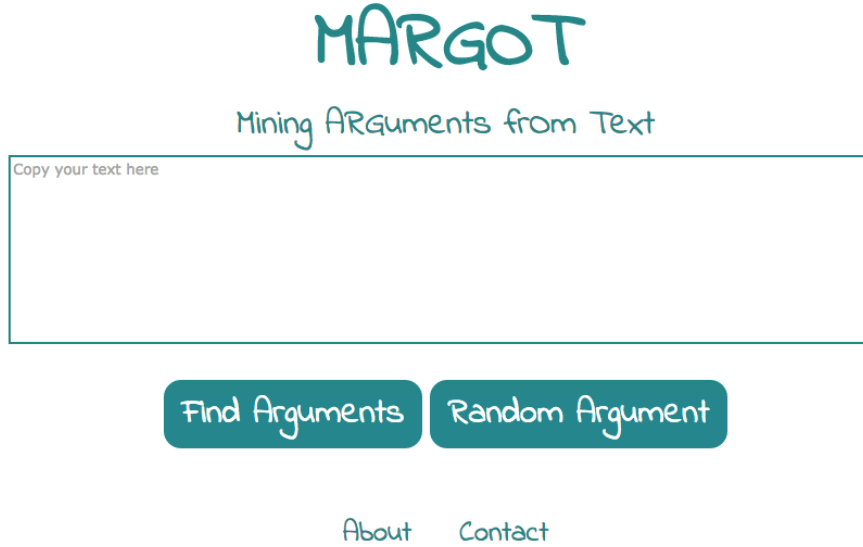 MARGOT
Mining ARGuments frOm Text
Copy your text here
Find Arguments Random Argument
About Contact